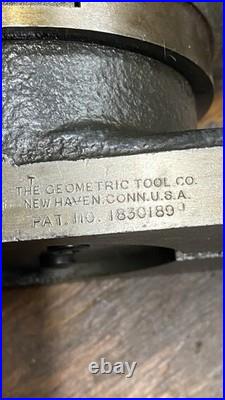 THE GEOMETRIC TOOL CO.
NEW HAVEN, CONN. U.S.A.
PAT. NO. 1830189